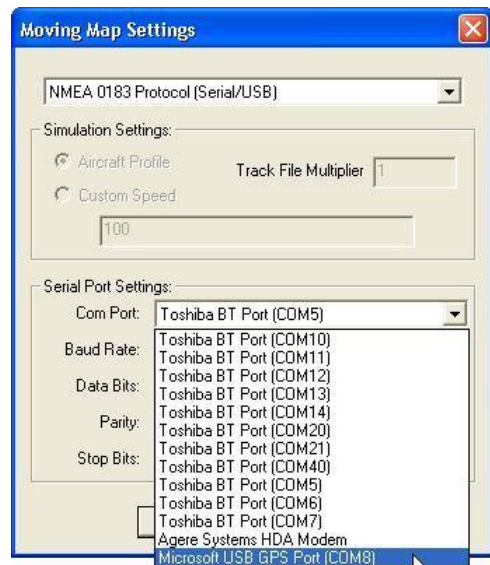 Moving Map Settings
NMEA 0183 Protocol (Serial/USB)
Simulation Settings:
Aircraft Profile
Track File Multiplier 1
Custom Speed
100
Serial Port Settings:
Com Port: Toshiba BT Port (COM5)
Baud Rate:
Data Bits:
Parity:
Stop Bits:
Toshiba BT Port (COM10)
Toshiba BT Port (COM11)
Toshiba BT Port (COM12)
Toshiba BT Port (COM13)
Toshiba BT Port (COM14)
Toshiba BT Port (COM20)
Toshiba BT Port (COM21)
Toshiba BT Port (COM40)
Toshiba BT Port (COM5)
Toshiba BT Port (COM6)
Toshiba BT Port (COM7)
Agere Systems HDA Modem
Microsoft USB GPS Port (COM8)